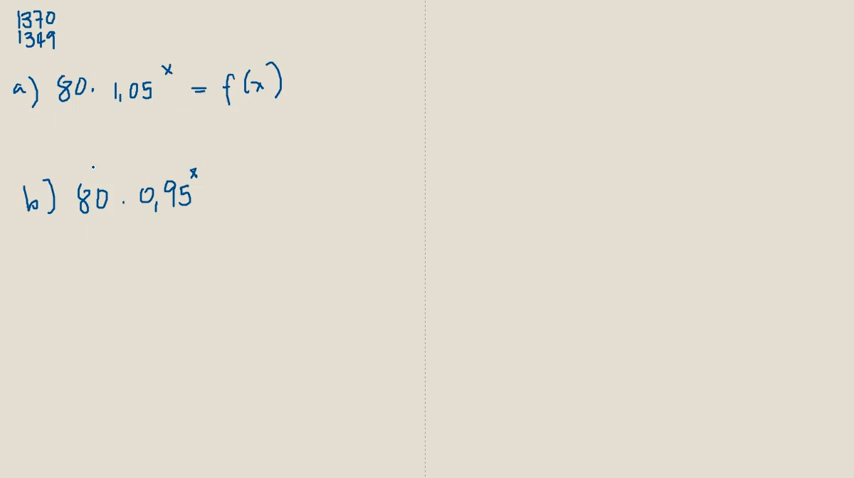 1370
1349
a) 80. 1,05^x = f(x)
b) 80 . 0,95^x